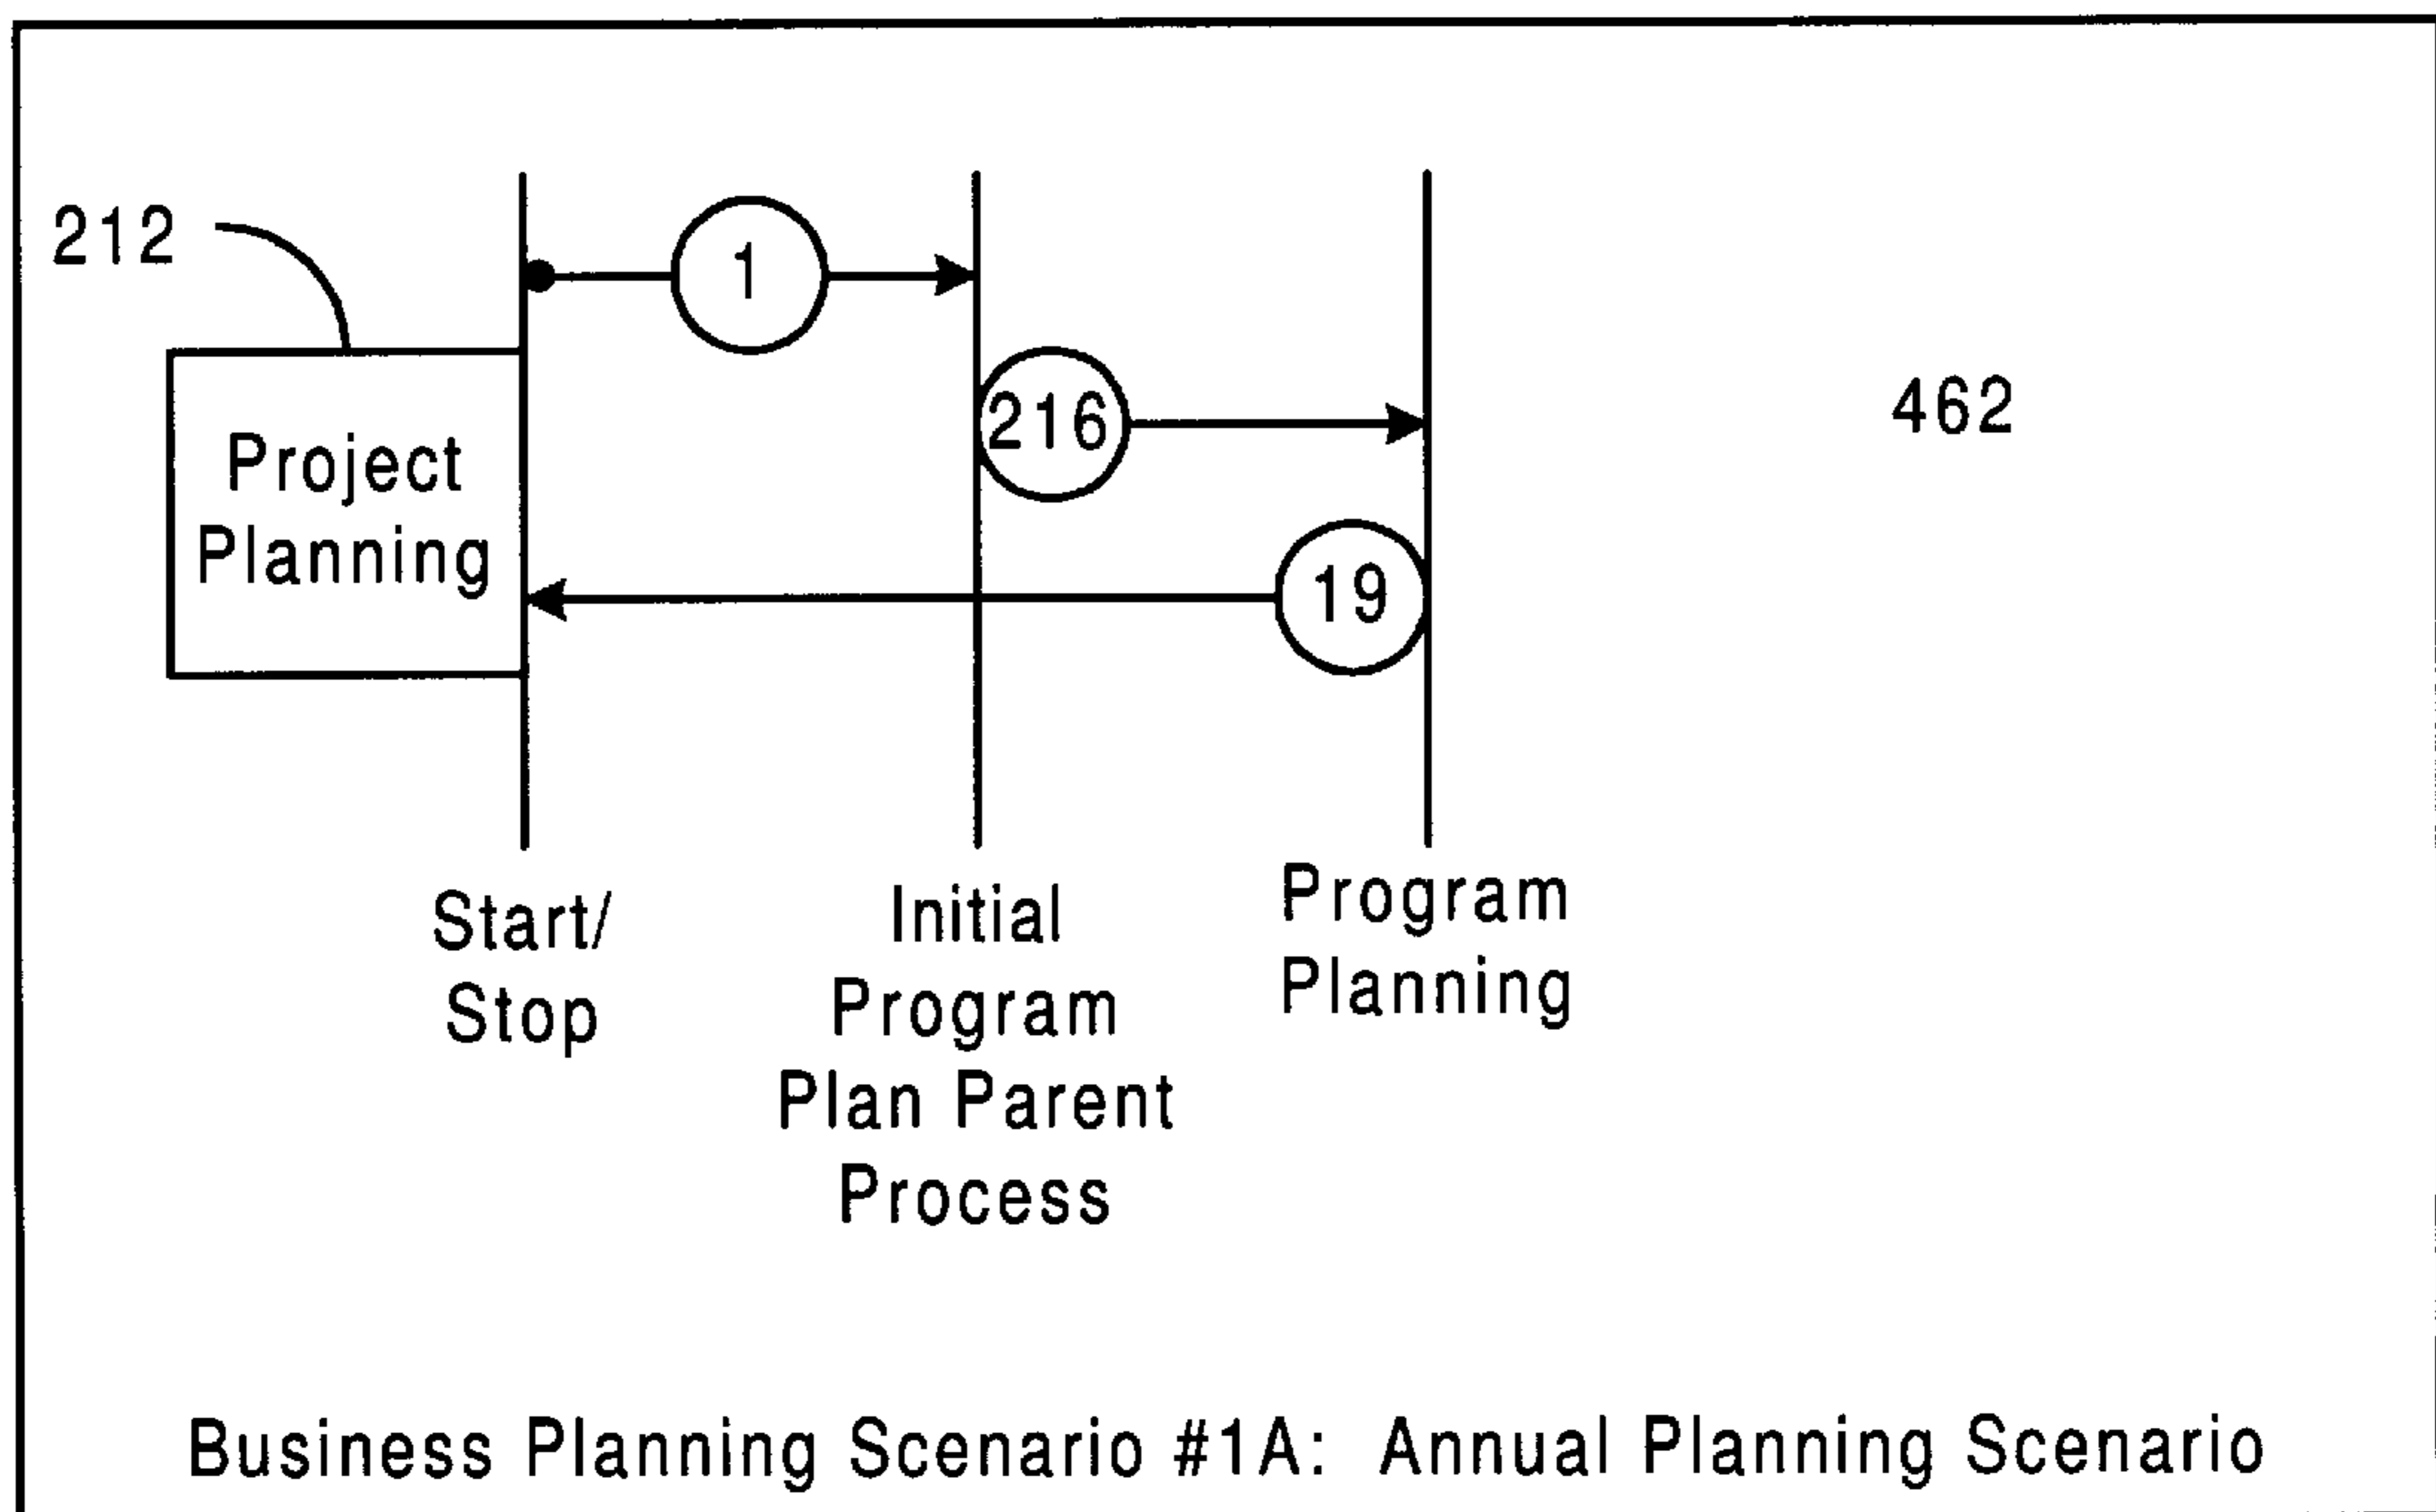 212
1
216
462
Project
Planning
19
Start/
Stop
Initial
Program
Plan Parent
Process
Program
Planning
Business Planning Scenario #1A: Annual Planning Scenario